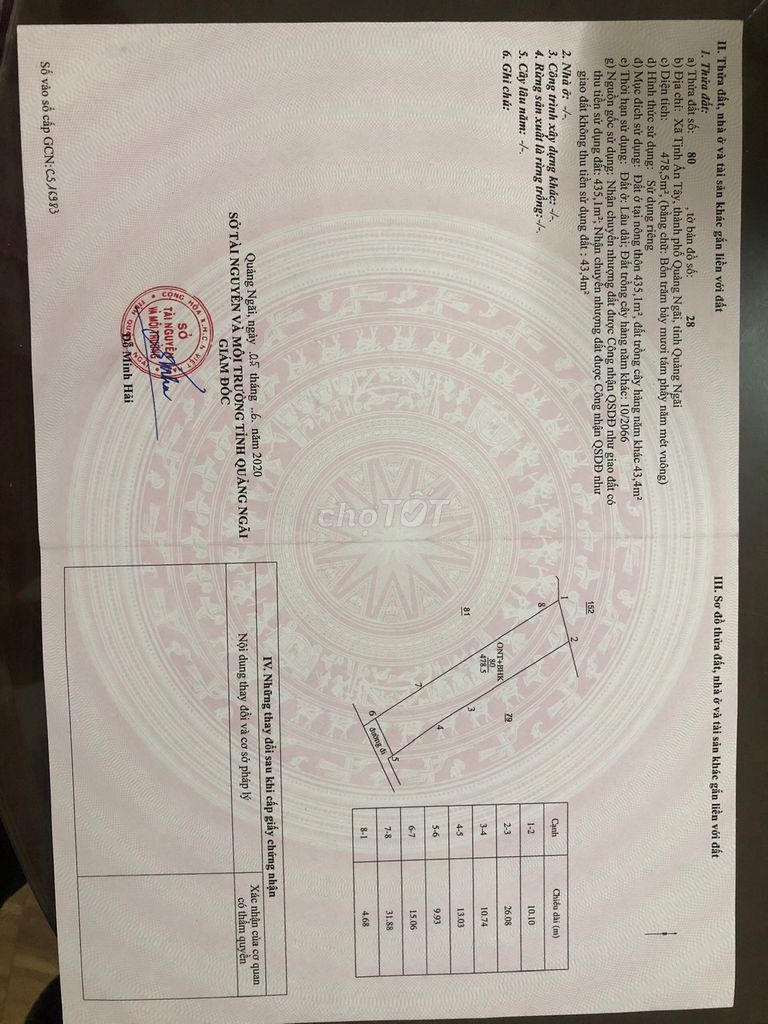 II. Thửa đất, nhà ở và tài sản khác gắn liền với đất
1. Thửa đất:
a) Thửa đất số: 80 , tờ bản đồ số: 28
b) Địa chỉ: Xã Tịnh Ấn Tây, thành phố Quảng Ngãi, tỉnh Quảng Ngãi
c) Diện tích: 478,5m², (bằng chữ: Bốn trăm bảy mươi tám phẩy năm mét vuông)
d) Hình thức sử dụng: Sử dụng riêng
đ) Mục đích sử dụng: Đất ở tại nông thôn 435,1m², đất trồng cây hàng năm khác 43,4m²
e) Thời hạn sử dụng: Đất ở: Lâu dài; Đất trồng cây hàng năm khác: 10/2066
g) Nguồn gốc sử dụng: Nhận chuyển nhượng đất được Công nhận QSDĐ như giao đất có
thu tiền sử dụng đất: 435,1m²; Nhận chuyển nhượng đất được Công nhận QSDĐ như
giao đất không thu tiền sử dụng đất : 43,4m²
2. Nhà ở: -/-.
3. Công trình xây dựng khác: -/-.
4. Rừng sản xuất là rừng trồng:-/-.
5. Cây lâu năm: -/-.
6. Ghi chú:
Quảng Ngãi, ngày 05 tháng 6 năm 2020
SỞ TÀI NGUYÊN VÀ MÔI TRƯỜNG TỈNH QUẢNG NGÃI
GIÁM ĐỐC
SỞ
TÀI NGUYÊN
VÀ MÔI TRƯỜNG
Đỗ Minh Hải
Số vào sổ cấp GCN: CS16983
III. Sơ đồ thửa đất, nhà ở và tài sản khác gắn liền với đất
152
1
2
8
81
ONT+BHK
80
478.5
79
3
7
4
6
đường đi
5
Cạnh Chiều dài (m)
1-2 10.10
2-3 26.08
3-4 10.74
4-5 13.03
5-6 9.93
6-7 15.06
7-8 31.88
8-1 4.68
IV. Những thay đổi sau khi cấp giấy chứng nhận
Nội dung thay đổi và cơ sở pháp lý
Xác nhận của cơ quan
có thẩm quyền
chợTỐT